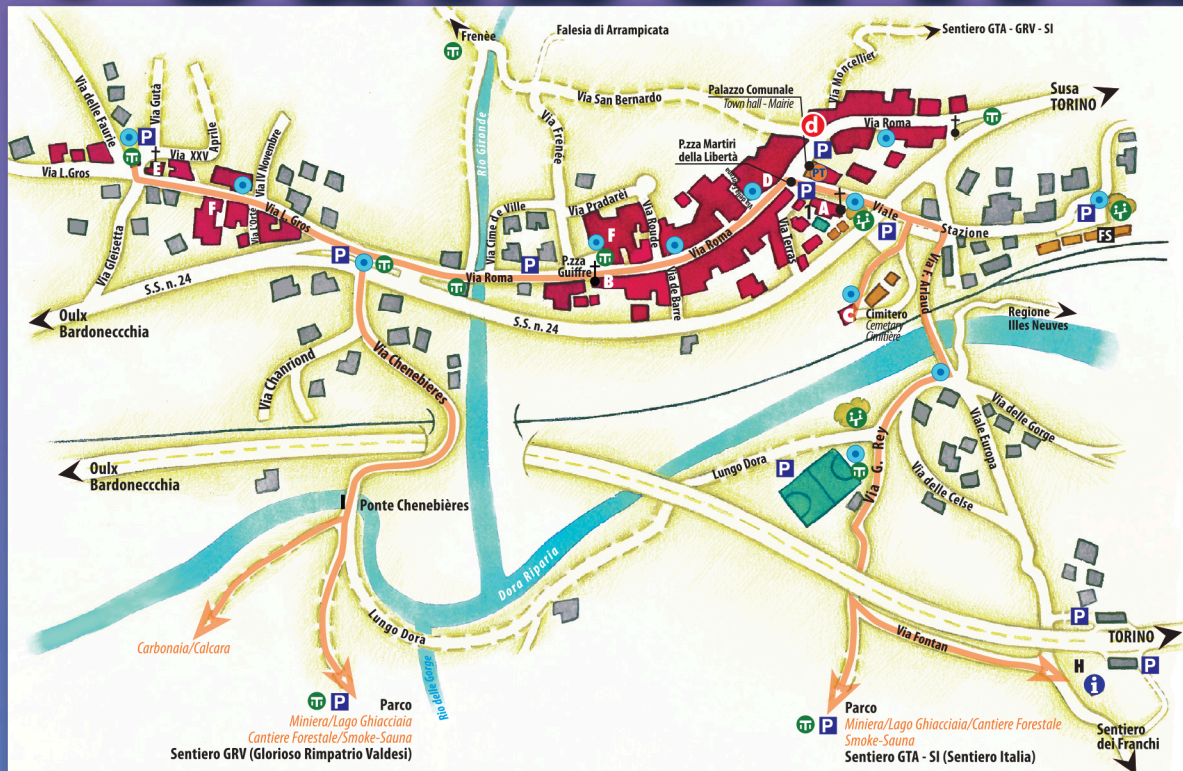 Frenèe
Falesia di Arrampicata
Sentiero GTA - GRV - SI
Via Moncellier
Palazzo Comunale
Town hall - Mairie
Via San Bernardo
Susa
TORINO
d
Via Roma
P
P.zza Martiri
della Libertà
PT
P
D
A
Viale
Stazione
P
P
FS
Via delle Faurie
Via Guta
P
Via XXV
Aprile
Via IV Novembre
E
Via L.Gros
F
Via L'Orte
Via L. Gros
Via Gleisetta
Rio Gironde
Via Frenèe
Via Cime de Ville
Via Pradarèl
Via Roude
F
P
P.zza
Guiffre
B
Via Roma
Via Roma
Via Terras
Via de Barre
P
S.S. n. 24
S.S. n. 24
Oulx
Bardoneccchia
Via F. Ariaud
C
Cimitero
Cemetary
Cimitière
Regione
Illes Neuves
Via Chanriond
Via Chenebieres
Oulx
Bardoneccchia
Ponte Chenebières
I
Lungo Dora
P
Via G. Rey
Viale Europa
Via delle Gorge
Via delle Celse
Dora Riparia
Lungo Dora
Rio delle Gorge
Carbonaia/Calcara
Via Fontan
P
TORINO
P
H
i
P
Parco
Miniera/Lago Ghiacciaia
Cantiere Forestale/Smoke-Sauna
Sentiero GRV (Glorioso Rimpatrio Valdesi)
P
Parco
Miniera/Lago Ghiacciaia/Cantiere Forestale
Smoke-Sauna
Sentiero GTA - SI (Sentiero Italia)
Sentiero
dei Franchi